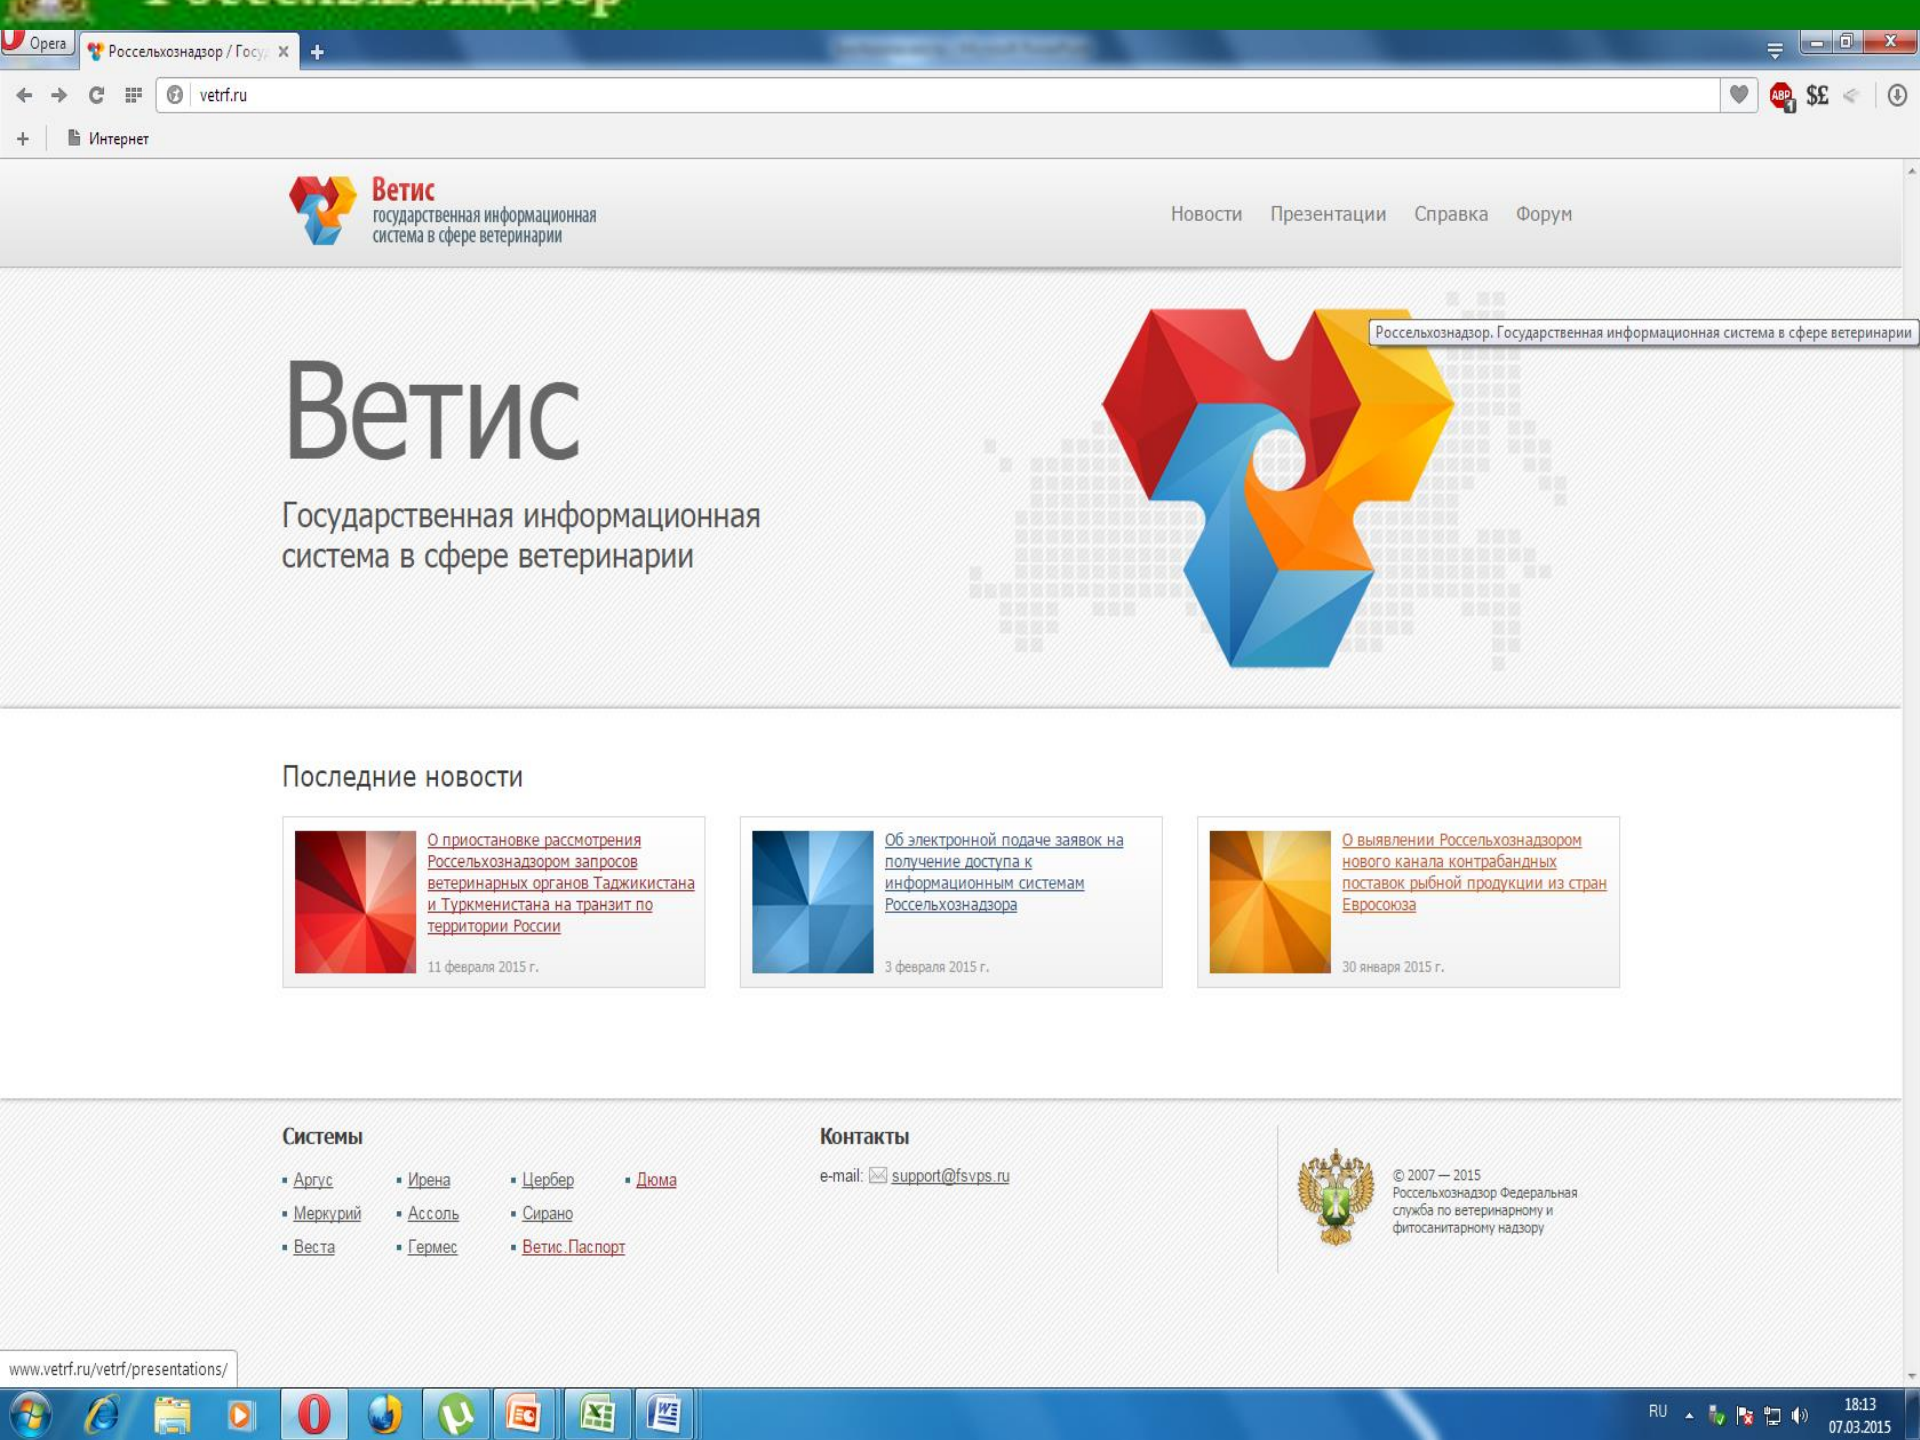 Россельхознадзор
Opera
Россельхознадзор / Госуд
vetrf.ru
ABP
1
$£
Интернет
Ветис
государственная информационная
система в сфере ветеринарии
Новости Презентации Справка Форум
Россельхознадзор. Государственная информационная система в сфере ветеринарии
Ветис
Государственная информационная
система в сфере ветеринарии
Последние новости
О приостановке рассмотрения
Россельхознадзором запросов
ветеринарных органов Таджикистана
и Туркменистана на транзит по
территории России
11 февраля 2015 г.
Об электронной подаче заявок на
получение доступа к
информационным системам
Россельхознадзора
3 февраля 2015 г.
О выявлении Россельхознадзором
нового канала контрабандных
поставок рыбной продукции из стран
Евросоюза
30 января 2015 г.
Системы
Аргус Ирена Цербер Дюма
Меркурий Ассоль Сирано
Веста Гермес Ветис.Паспорт
Контакты
e-mail: support@fsvps.ru
© 2007 — 2015
Россельхознадзор Федеральная
служба по ветеринарному и
фитосанитарному надзору
www.vetrf.ru/vetrf/presentations/
RU
18:13
07.03.2015